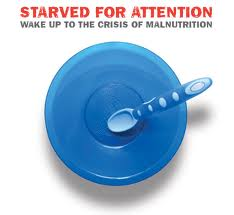 STARVED FOR ATTENTION
WAKE UP TO THE CRISIS OF MALNUTRITION